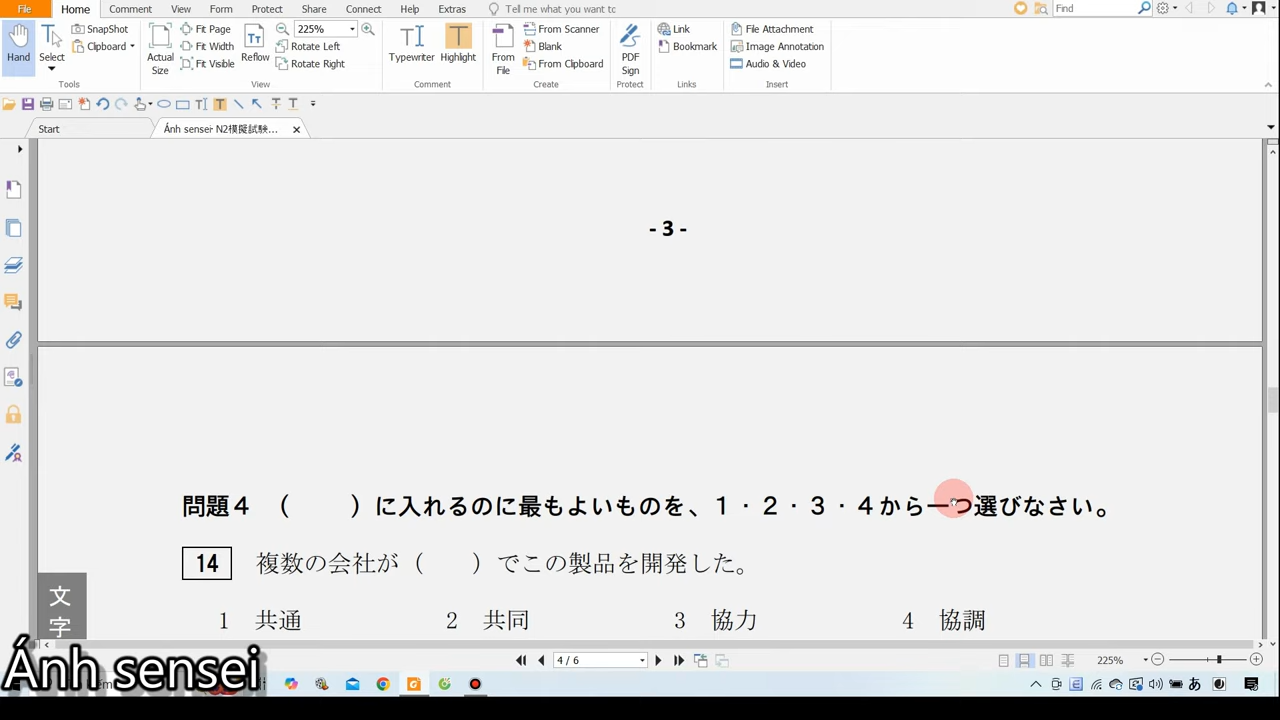 File Home Comment View Form Protect Share Connect Help Extras Tell me what you want tc Find
SnapShot Fit Page 225% From Scanner Link File Attachment
Clipboard Fit Width Rotate Left Blank Bookmark Image Annotation
Hand Select Actual Size Fit Visible Reflow Rotate Right Typewriter Highlight From File From Clipboard PDF Sign Audio & Video
Tools View Comment Create Protect Links Insert
Start Ánh sensei N2模擬試験...
- 3 -
問題４ （ ）に入れるのに最もよいものを、１・２・３・４から一つ選びなさい。
14 複数の会社が（ ）でこの製品を開発した。
1 共通 2 共同 3 協力 4 協調
文
字
Ánh sensei
4 / 6 225%
あ